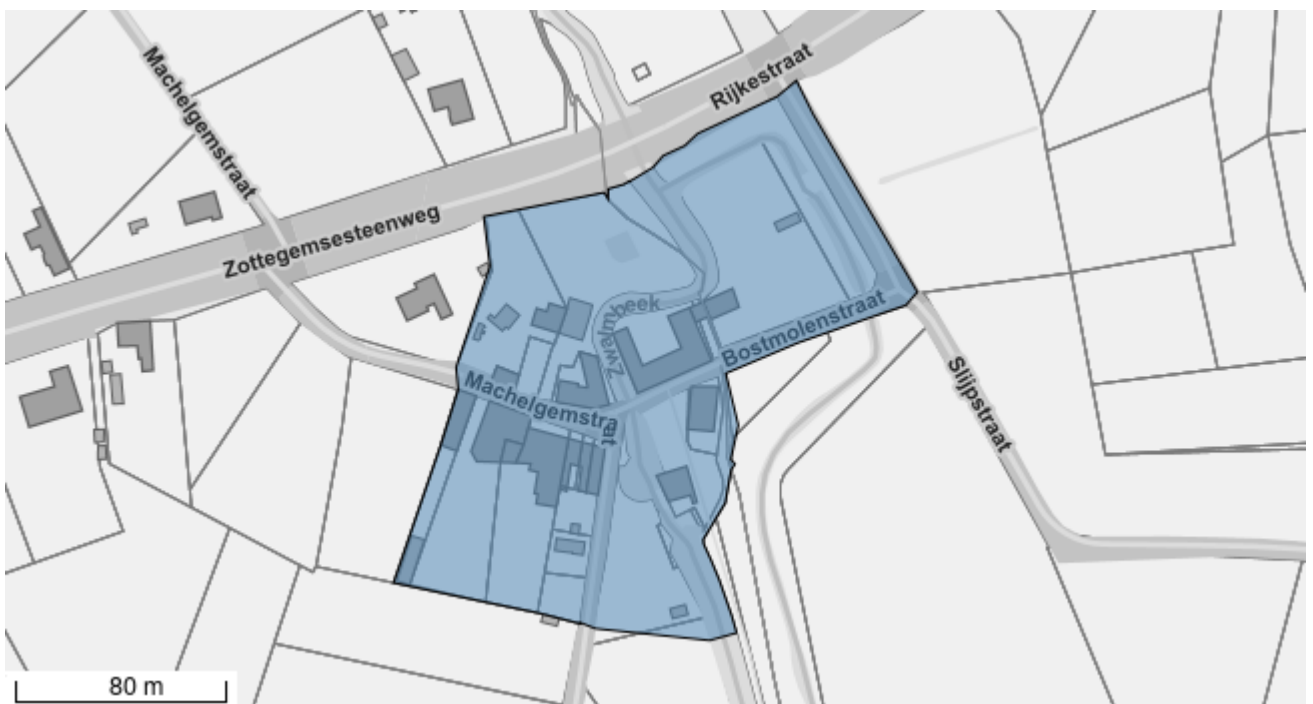 Machelgemstraat
Rijkestraat
Zottegemsesteenweg
Zwalmbeek
Bostmolenstraat
Machelgemstraat
Slijpstraat
80 m